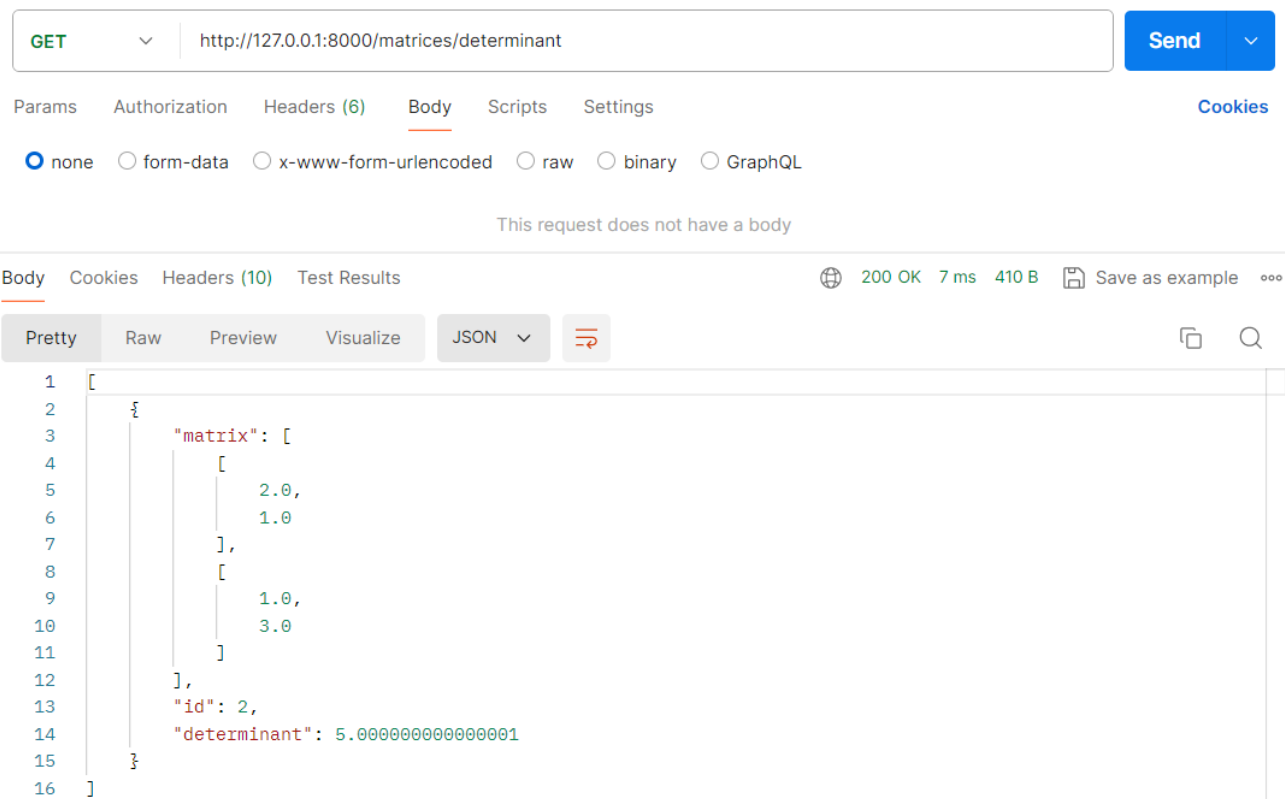 GET http://127.0.0.1:8000/matrices/determinant Send
Params Authorization Headers (6) Body Scripts Settings Cookies
none form-data x-www-form-urlencoded raw binary GraphQL
This request does not have a body
Body Cookies Headers (10) Test Results 200 OK 7 ms 410 B Save as example
Pretty Raw Preview Visualize JSON
1 [
2 {
3 "matrix": [
4 [
5 2.0,
6 1.0
7 ],
8 [
9 1.0,
10 3.0
11 ]
12 ],
13 "id": 2,
14 "determinant": 5.000000000000001
15 }
16 ]